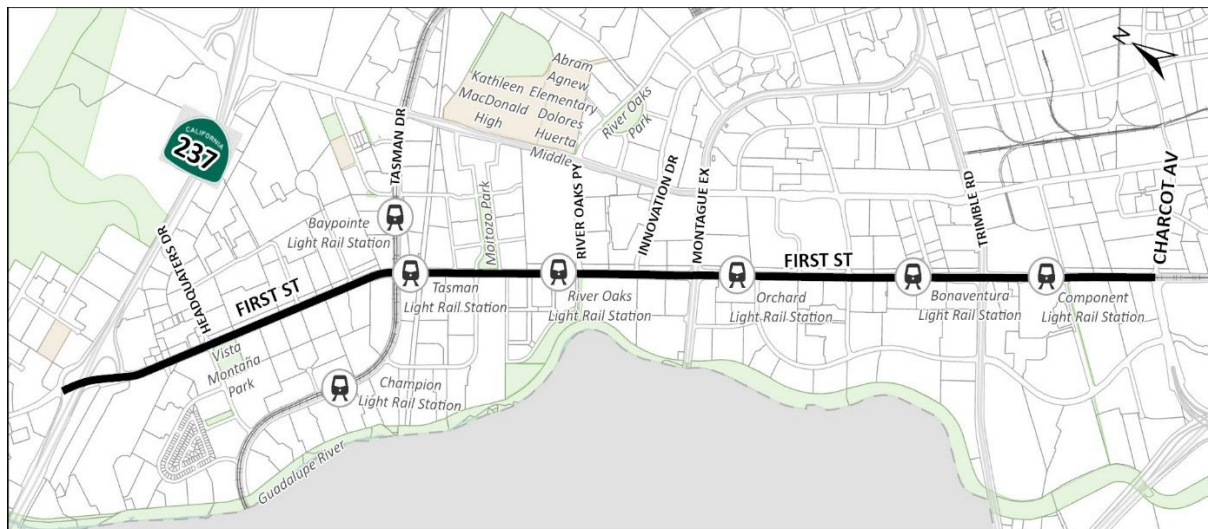 N
CALIFORNIA
237
Abram
Agnew
Kathleen Elementary
MacDonald Dolores
High Huerta
Middle
River Oaks
Park
TASMAN DR
HEADQUATERS DR
Baypointe
Light Rail Station
Moitozo Park
RIVER OAKS PY
INNOVATION DR
MONTAGUE EX
TRIMBLE RD
CHARCOT AV
FIRST ST
FIRST ST
Tasman
Light Rail Station
River Oaks
Light Rail Station
Orchard
Light Rail Station
Bonaventura
Light Rail Station
Component
Light Rail Station
Vista
Montaña
Park
Champion
Light Rail Station
Guadalupe River